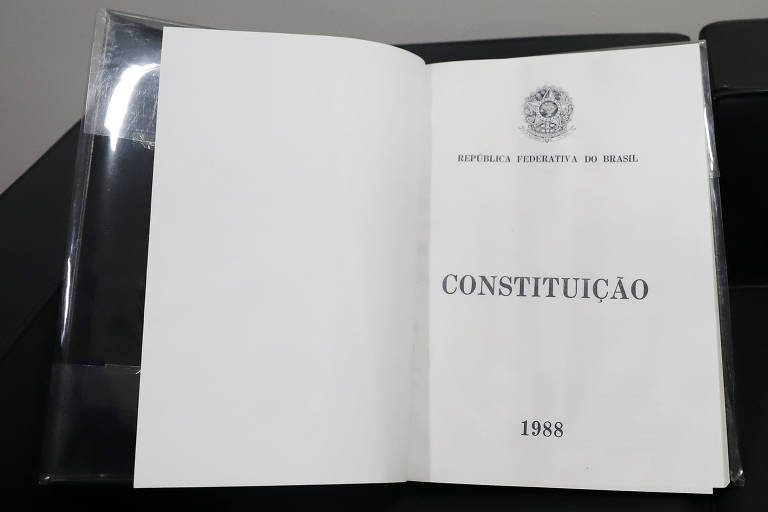 REPÚBLICA FEDERATIVA DO BRASIL
CONSTITUIÇÃO
1988